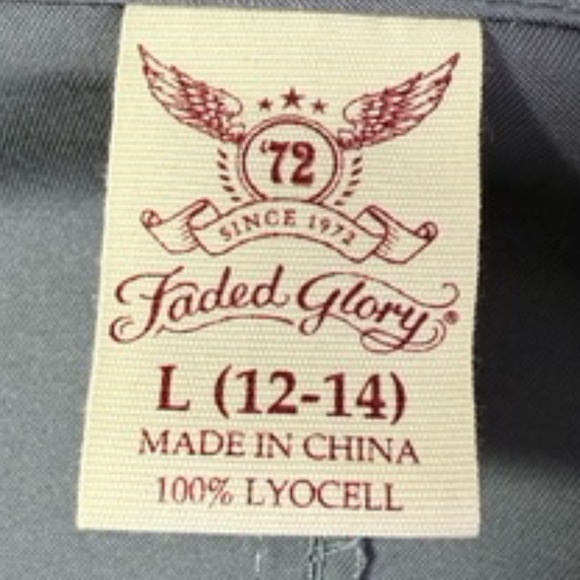 '72
SINCE 1972
Faded Glory®
L (12-14)
MADE IN CHINA
100% LYOCELL